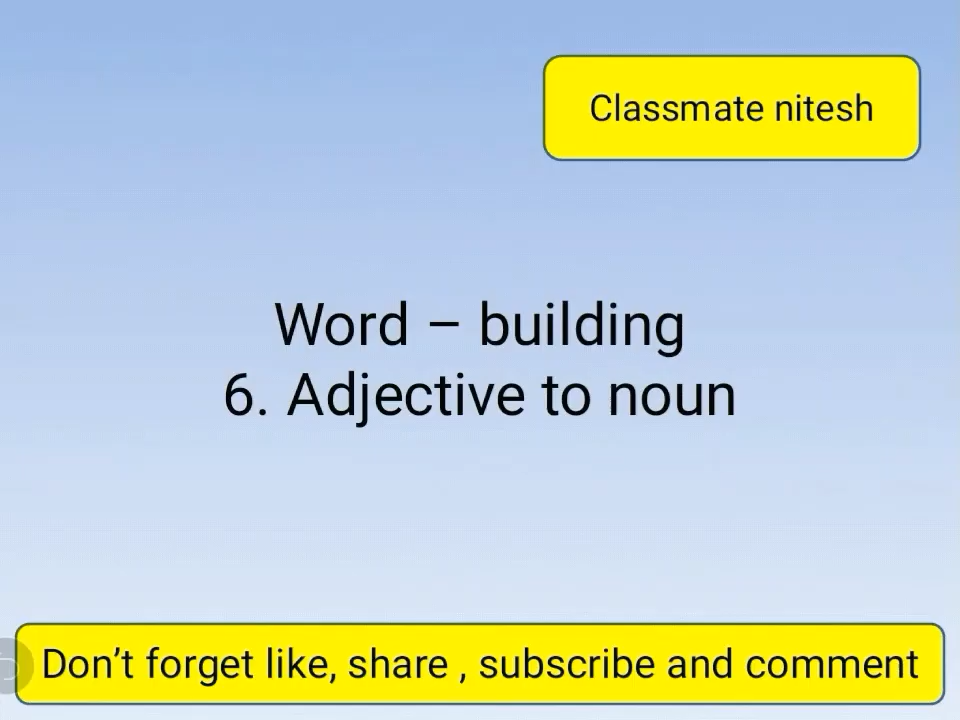 Classmate nitesh
Word – building
6. Adjective to noun
Don't forget like, share , subscribe and comment